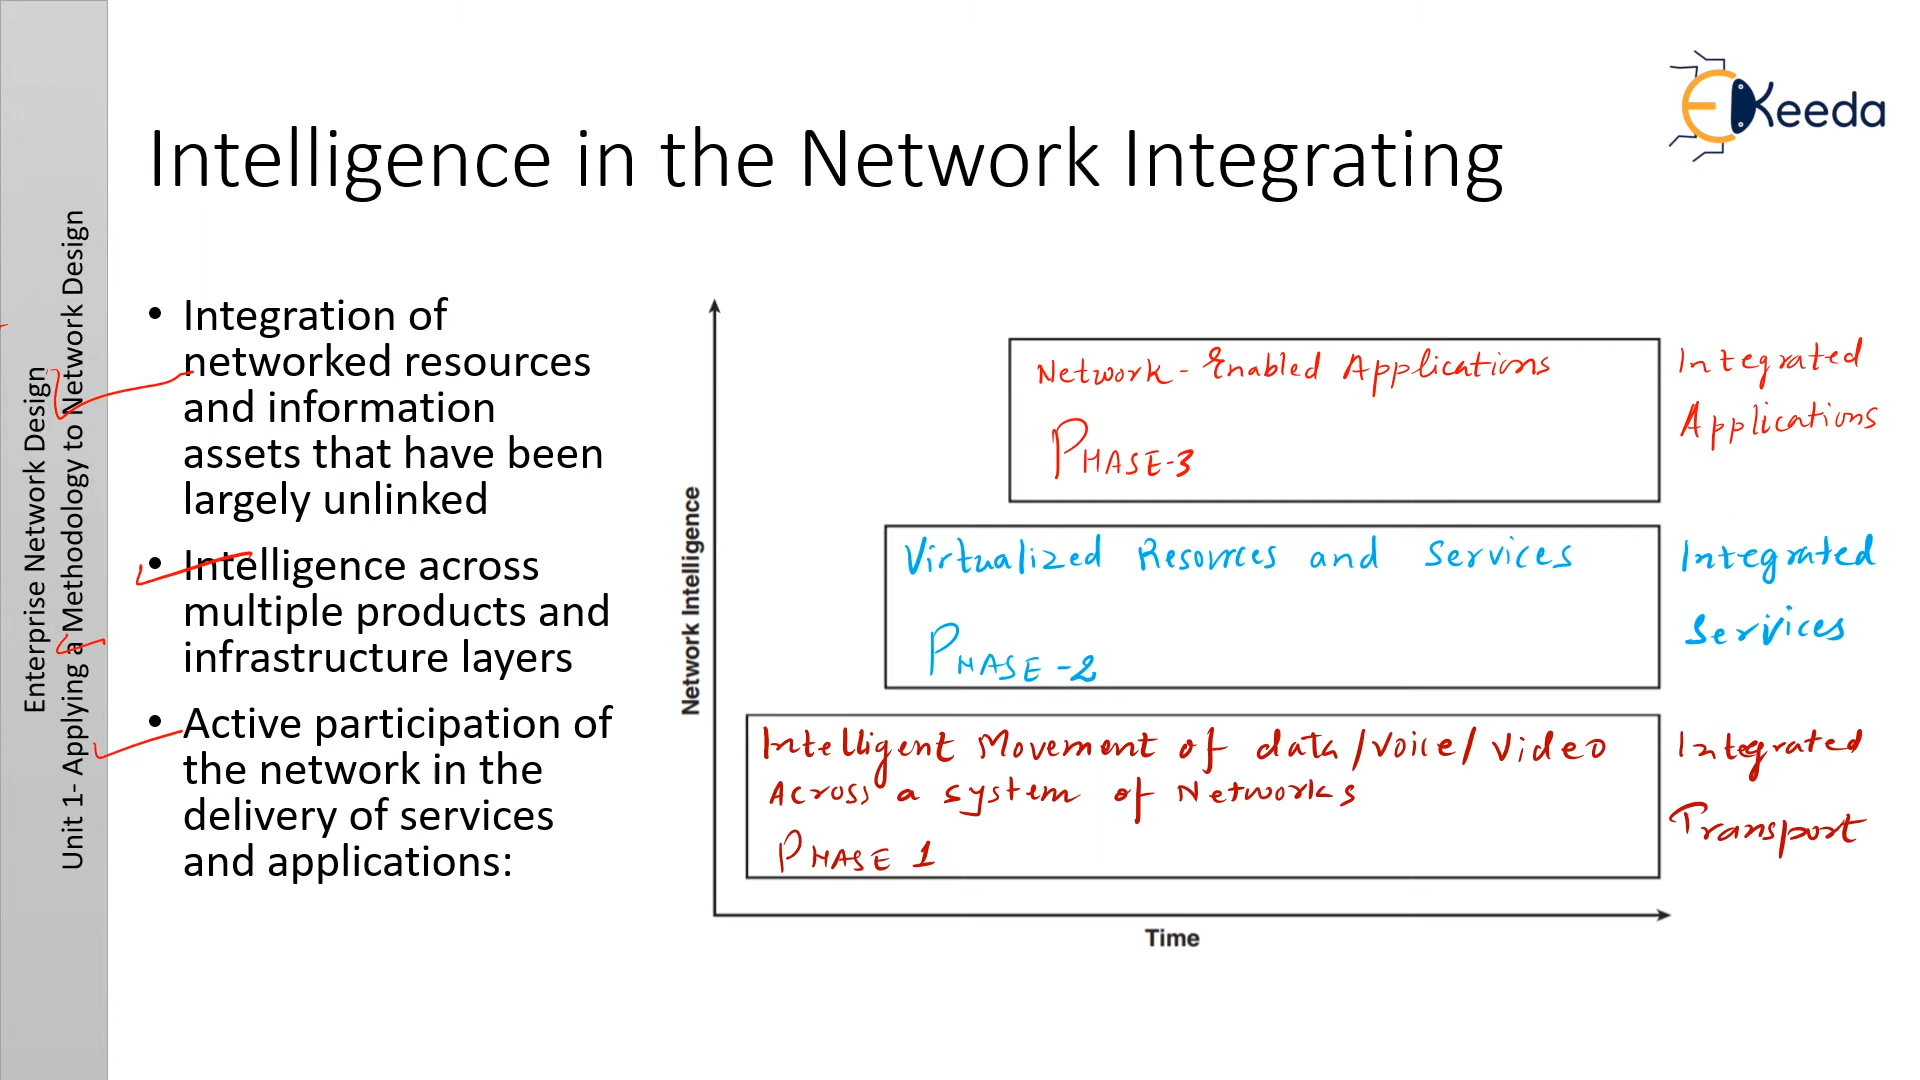 EKeeda
Intelligence in the Network Integrating
Enterprise Network Design
Unit 1- Applying a Methodology to Network Design
• Integration of
networked resources
and information
assets that have been
largely unlinked
• Intelligence across
multiple products and
infrastructure layers
• Active participation of
the network in the
delivery of services
and applications:
Network Intelligence
Network-Enabled Applications
PHASE-3
Integrated
Applications
Virtualized Resources and Services
PHASE-2
Integrated
Services
Intelligent Movement of data/Voice/Video
Across a system of Networks
PHASE 1
Integrated
Transport
Time